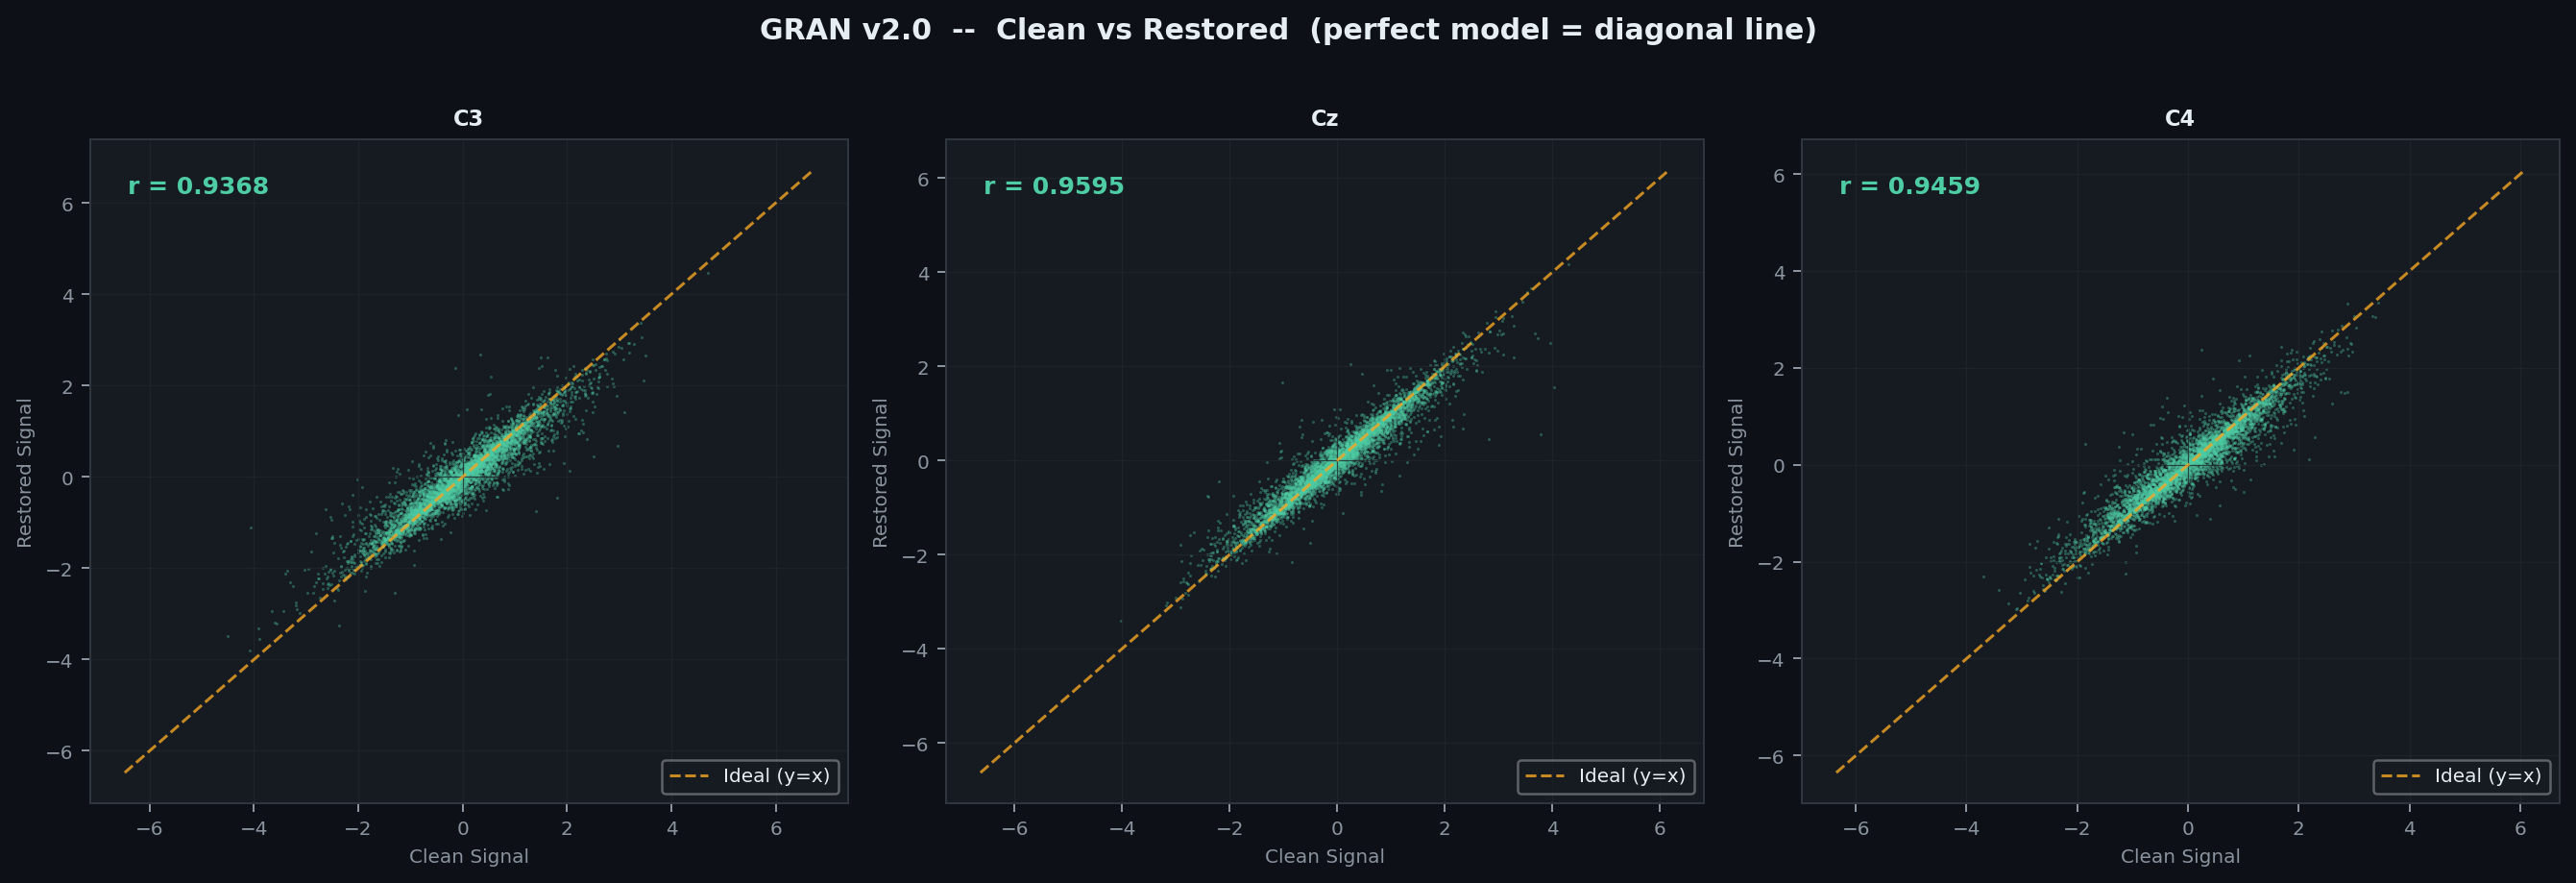 GRAN v2.0 -- Clean vs Restored (perfect model = diagonal line)
C3
r = 0.9368
6
4
2
0
−2
−4
−6
Restored Signal
−6 −4 −2 0 2 4 6
Clean Signal
Ideal (y=x)
Cz
r = 0.9595
6
4
2
0
−2
−4
−6
Restored Signal
−6 −4 −2 0 2 4 6
Clean Signal
Ideal (y=x)
C4
r = 0.9459
6
4
2
0
−2
−4
−6
Restored Signal
−6 −4 −2 0 2 4 6
Clean Signal
Ideal (y=x)